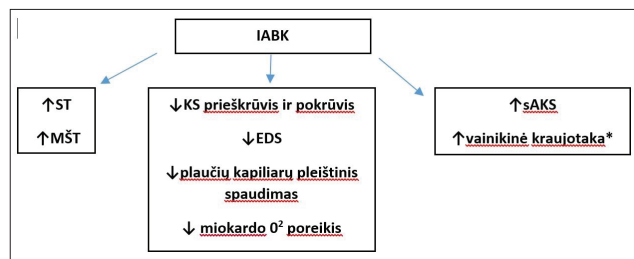 IABK
↑ST
↑MŠT
↓KS prieškrūvis ir pokrūvis
↓EDS
↓plaučių kapiliarų pleištinis
spaudimas
↓ miokardo 0² poreikis
↑sAKS
↑vainikinė kraujotaka*